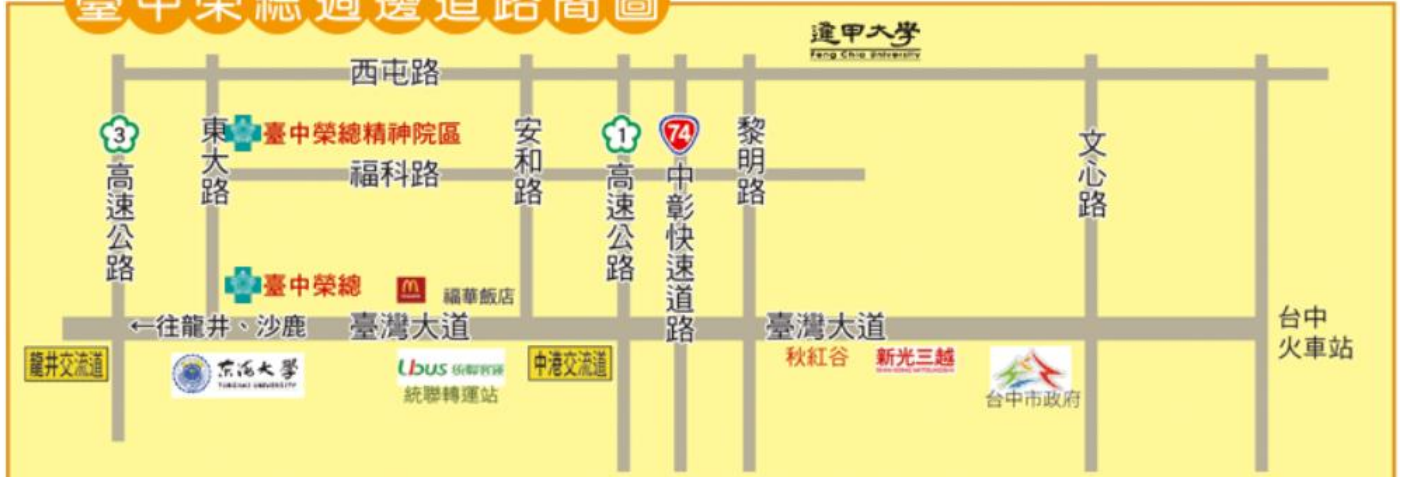 臺中榮總週邊道路簡圖
逢甲大學
Feng Chia University
西屯路
3
高速公路
東大路
臺中榮總精神院區
福科路
安和路
1
高速公路
74
中彰快速道路
黎明路
文心路
臺中榮總
福華飯店
←往龍井、沙鹿
臺灣大道
臺灣大道
台中
火車站
龍井交流道
東海大學
TUNGHAI UNIVERSITY
Ubus 統聯客運
統聯轉運站
中港交流道
秋紅谷
新光三越
SHIN KONG MITSUKOSHI
台中市政府